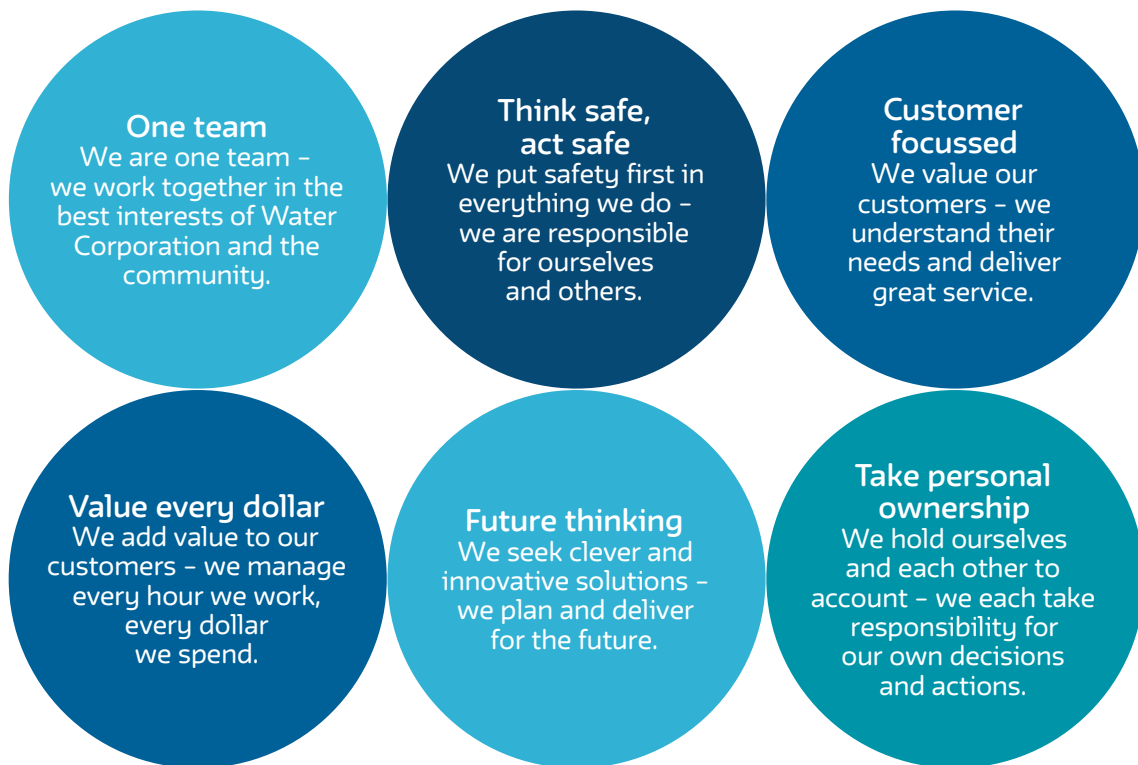 One team
We are one team –
we work together in the
best interests of Water
Corporation and the
community.
Think safe,
act safe
We put safety first in
everything we do –
we are responsible
for ourselves
and others.
Customer
focussed
We value our
customers – we
understand their
needs and deliver
great service.
Value every dollar
We add value to our
customers – we manage
every hour we work,
every dollar
we spend.
Future thinking
We seek clever and
innovative solutions –
we plan and deliver
for the future.
Take personal
ownership
We hold ourselves
and each other to
account – we each take
responsibility for
our own decisions
and actions.